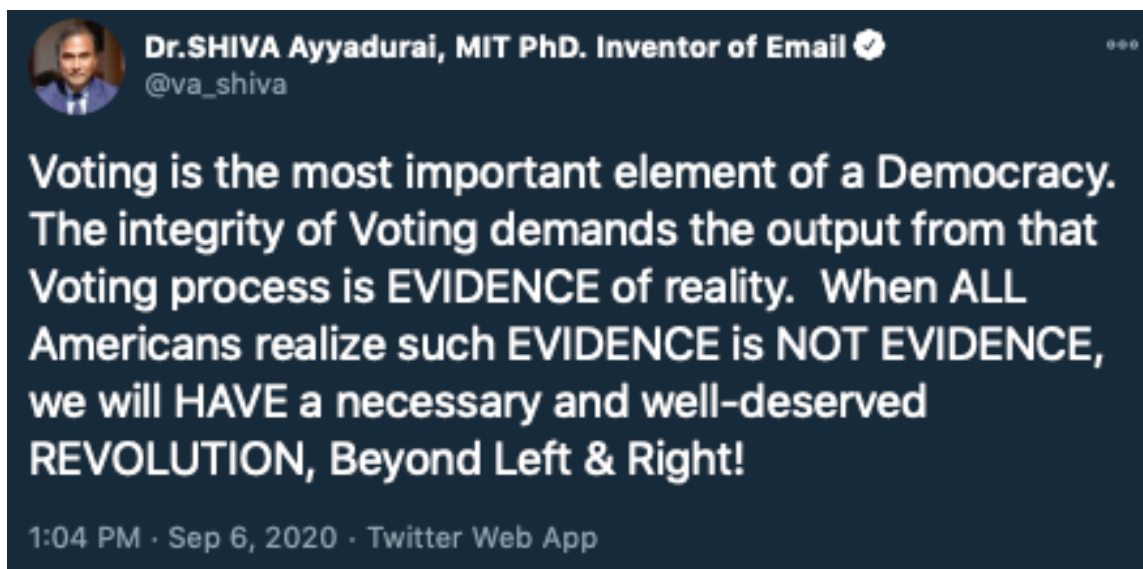 Dr.SHIVA Ayyadurai, MIT PhD. Inventor of Email
@va_shiva
Voting is the most important element of a Democracy.
The integrity of Voting demands the output from that
Voting process is EVIDENCE of reality.  When ALL
Americans realize such EVIDENCE is NOT EVIDENCE,
we will HAVE a necessary and well-deserved
REVOLUTION, Beyond Left & Right!
1:04 PM · Sep 6, 2020 · Twitter Web App